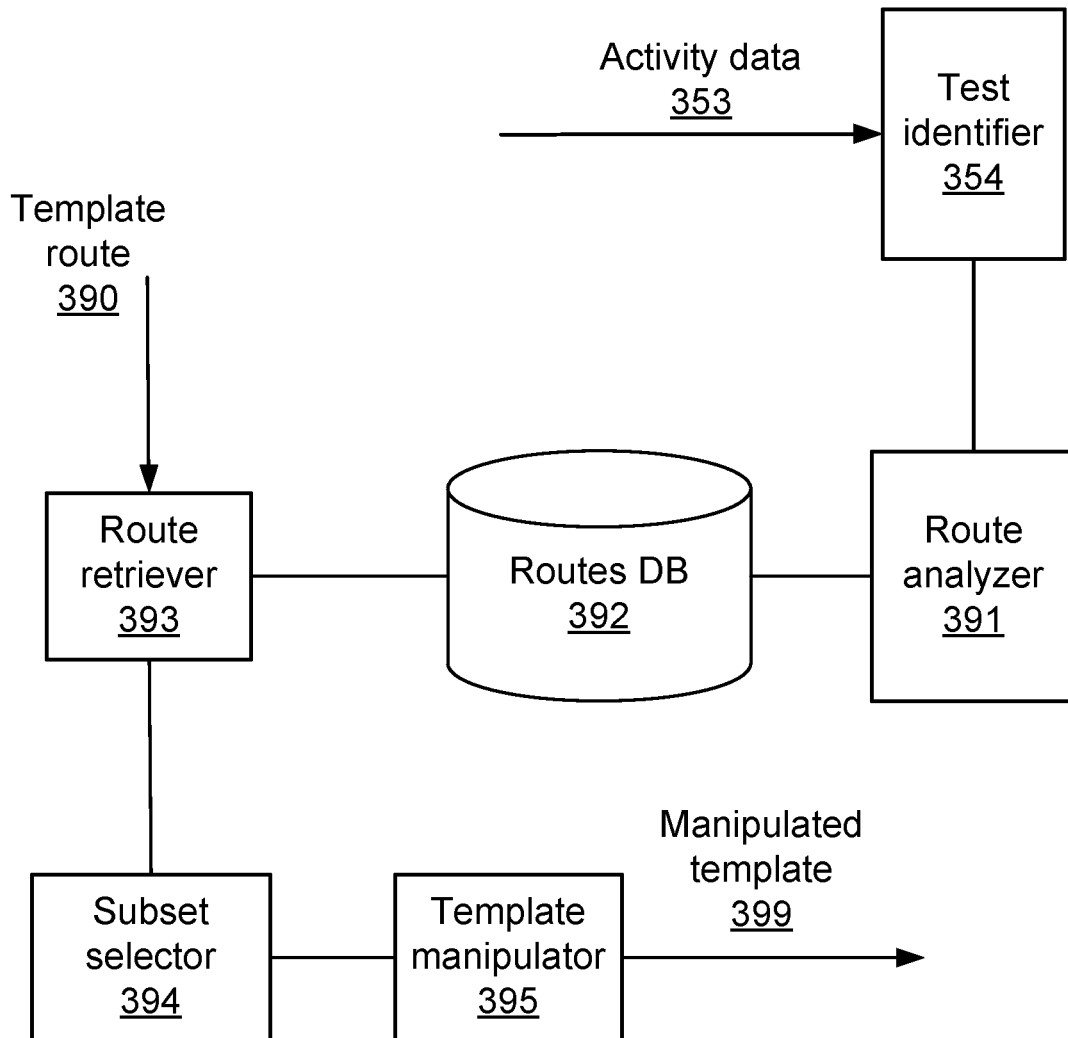 Activity data
353
Test
identifier
354
Template
route
390
Route
retriever
393
Routes DB
392
Route
analyzer
391
Subset
selector
394
Template
manipulator
395
Manipulated
template
399